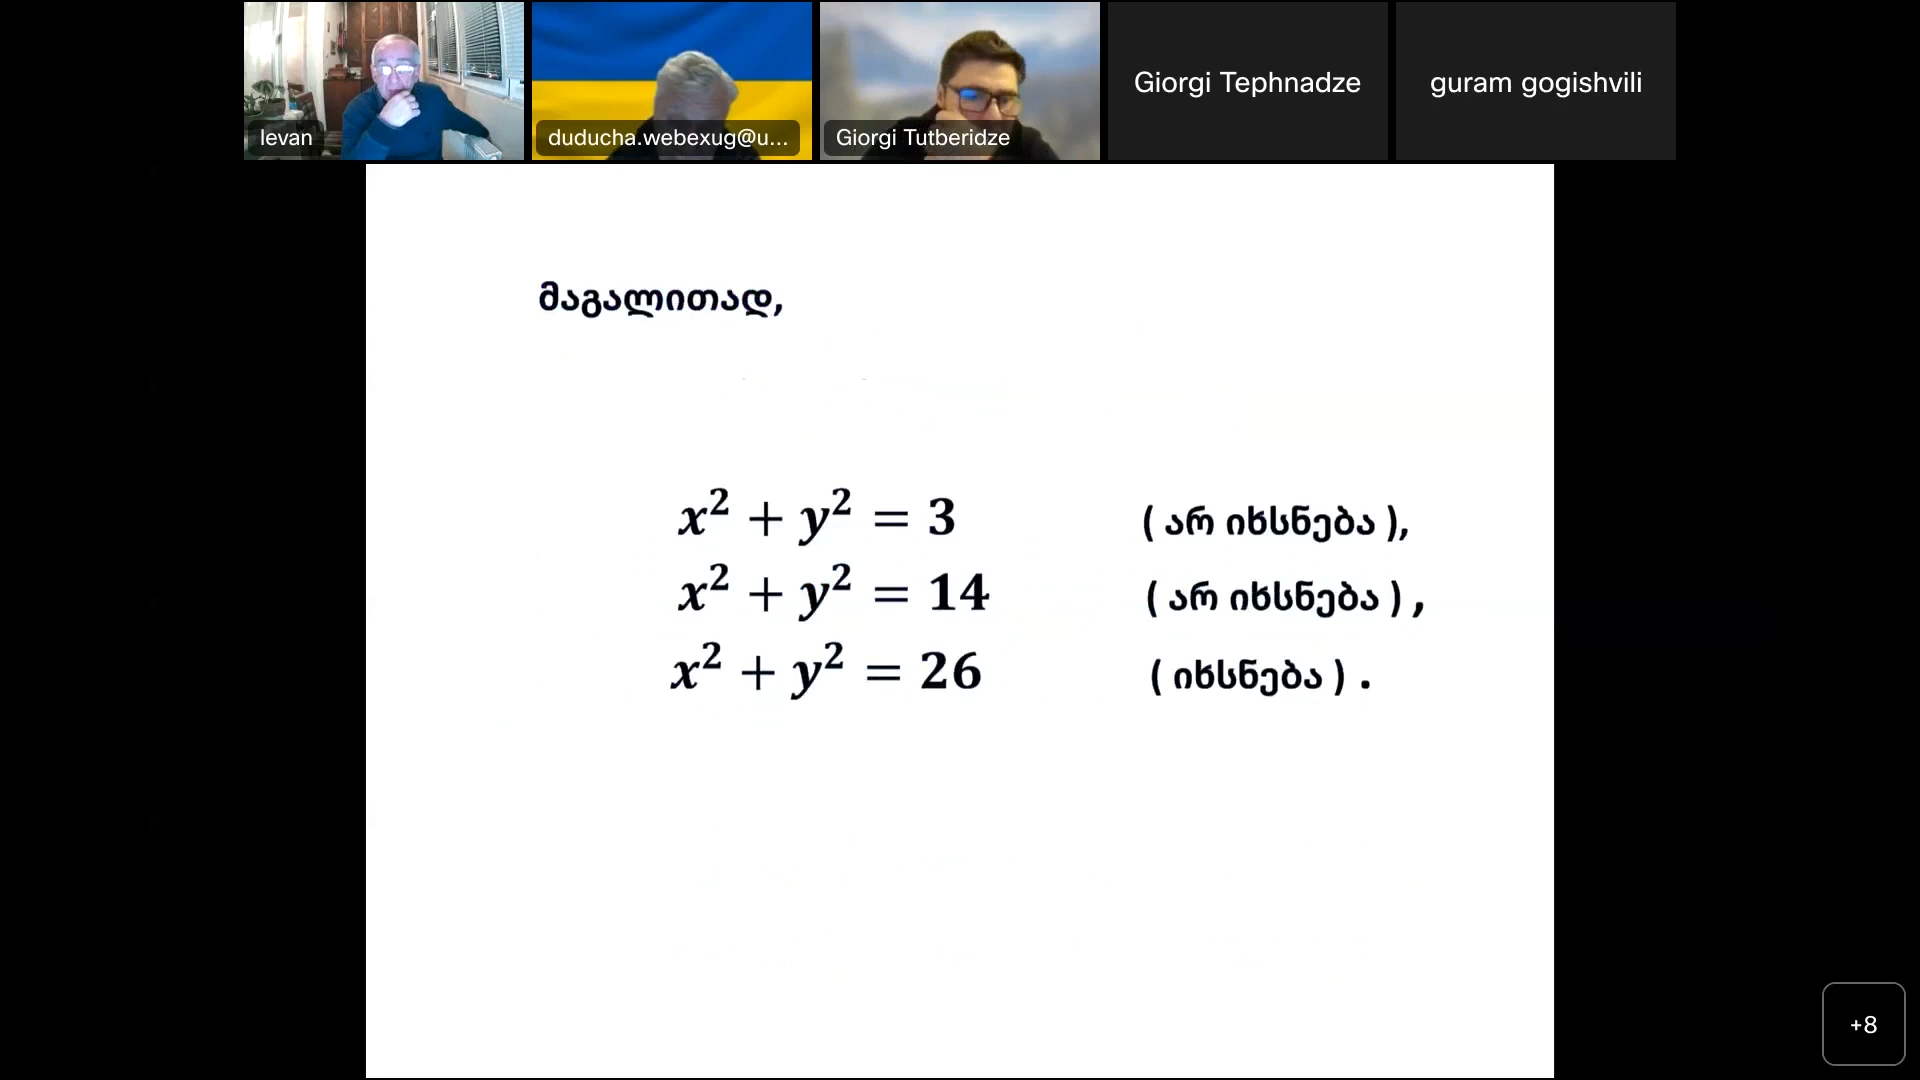 levan
duducha.webexug@u...
Giorgi Tutberidze
Giorgi Tephnadze
guram gogishvili
მაგალითად,
x² + y² = 3 ( არ იხსნება ),
x² + y² = 14 ( არ იხსნება ) ,
x² + y² = 26 ( იხსნება ) .
+8